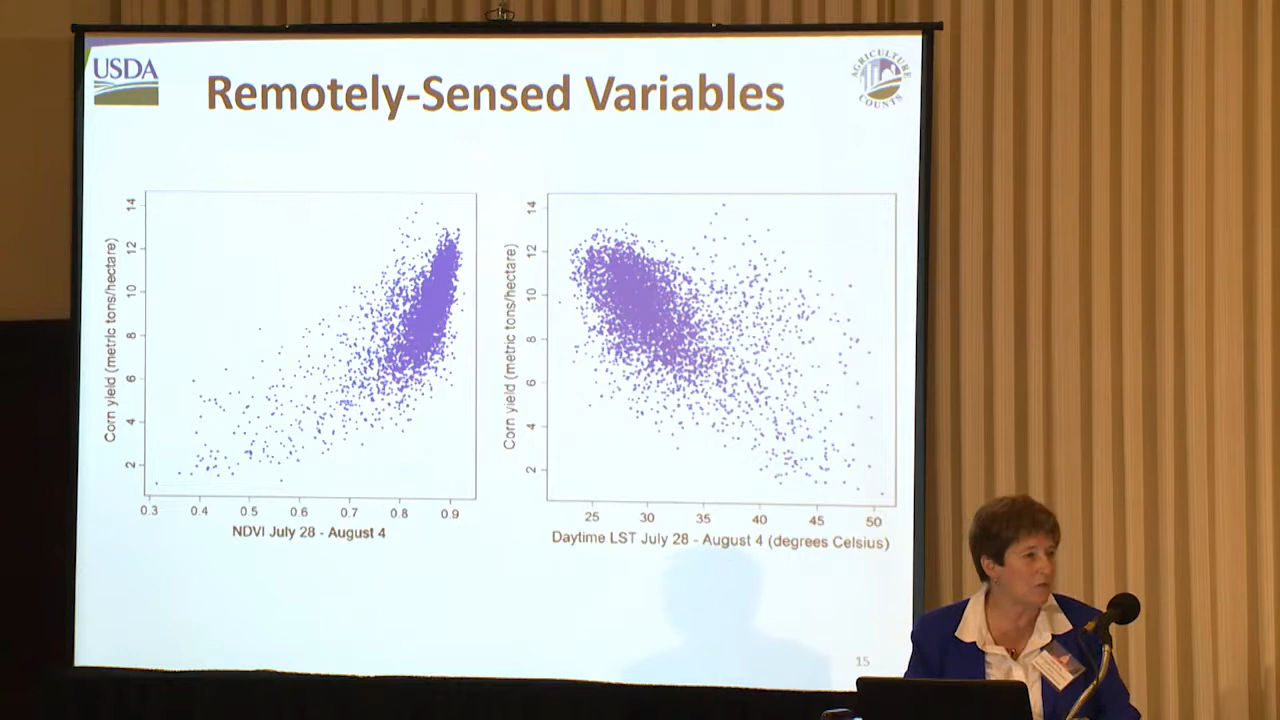 USDA
Remotely-Sensed Variables
AGRICULTURE
COUNTS
Corn yield (metric tons/hectare)
14
12
10
8
6
4
2
0.3 0.4 0.5 0.6 0.7 0.8 0.9
NDVI July 28 - August 4
Corn yield (metric tons/hectare)
14
12
10
8
6
4
2
25 30 35 40 45 50
Daytime LST July 28 - August 4 (degrees Celsius)
15